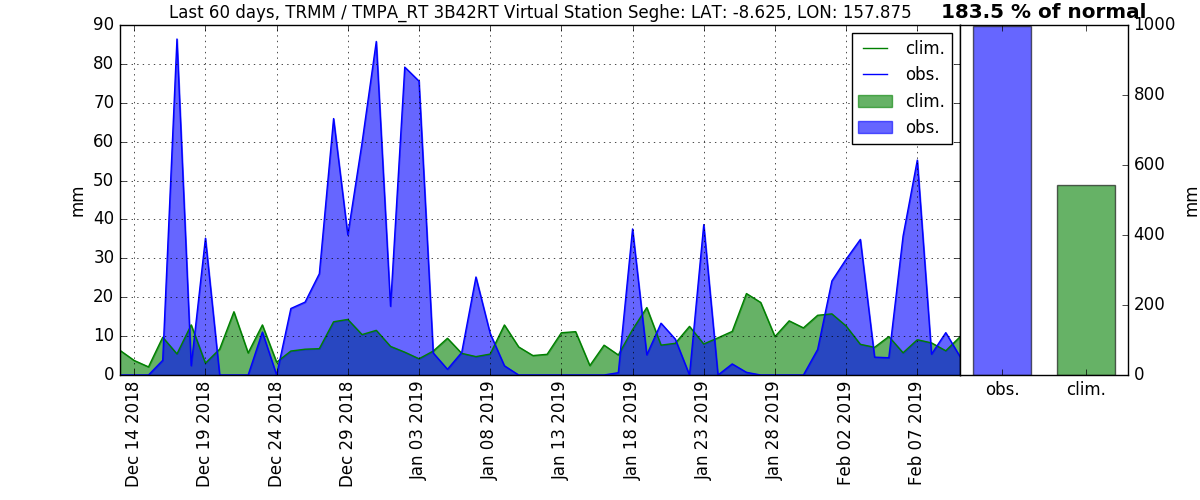 Last 60 days, TRMM / TMPA_RT 3B42RT Virtual Station Seghe: LAT: -8.625, LON: 157.875
183.5 % of normal
90
80
70
60
50
40
30
20
10
0
mm
clim.
obs.
clim.
obs.
Dec 14 2018
Dec 19 2018
Dec 24 2018
Dec 29 2018
Jan 03 2019
Jan 08 2019
Jan 13 2019
Jan 18 2019
Jan 23 2019
Jan 28 2019
Feb 02 2019
Feb 07 2019
obs.
clim.
1000
800
600
400
200
0
mm